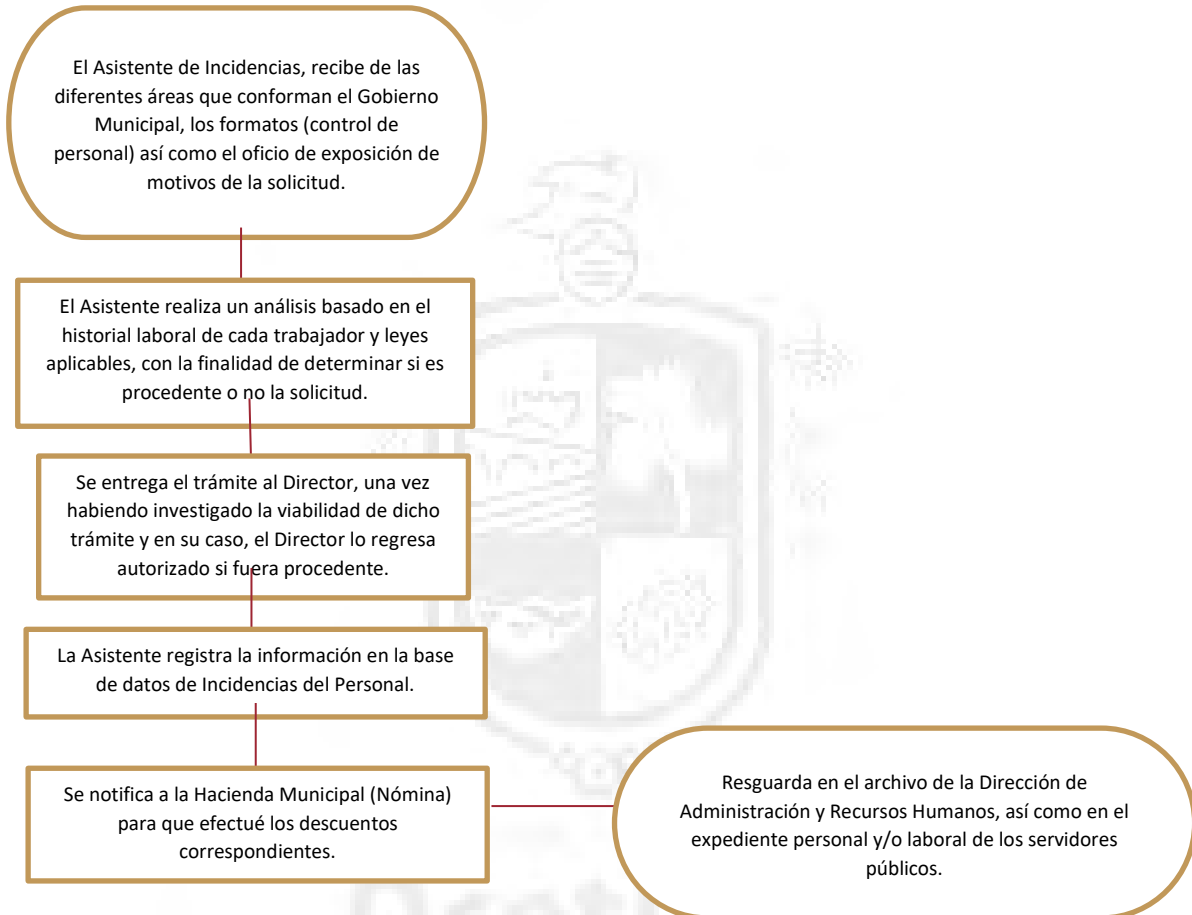 El Asistente de Incidencias, recibe de las
diferentes áreas que conforman el Gobierno
Municipal, los formatos (control de
personal) así como el oficio de exposición de
motivos de la solicitud.
El Asistente realiza un análisis basado en el
historial laboral de cada trabajador y leyes
aplicables, con la finalidad de determinar si es
procedente o no la solicitud.
Se entrega el trámite al Director, una vez
habiendo investigado la viabilidad de dicho
trámite y en su caso, el Director lo regresa
autorizado si fuera procedente.
La Asistente registra la información en la base
de datos de Incidencias del Personal.
Se notifica a la Hacienda Municipal (Nómina)
para que efectué los descuentos
correspondientes.
Resguarda en el archivo de la Dirección de
Administración y Recursos Humanos, así como en el
expediente personal y/o laboral de los servidores
públicos.